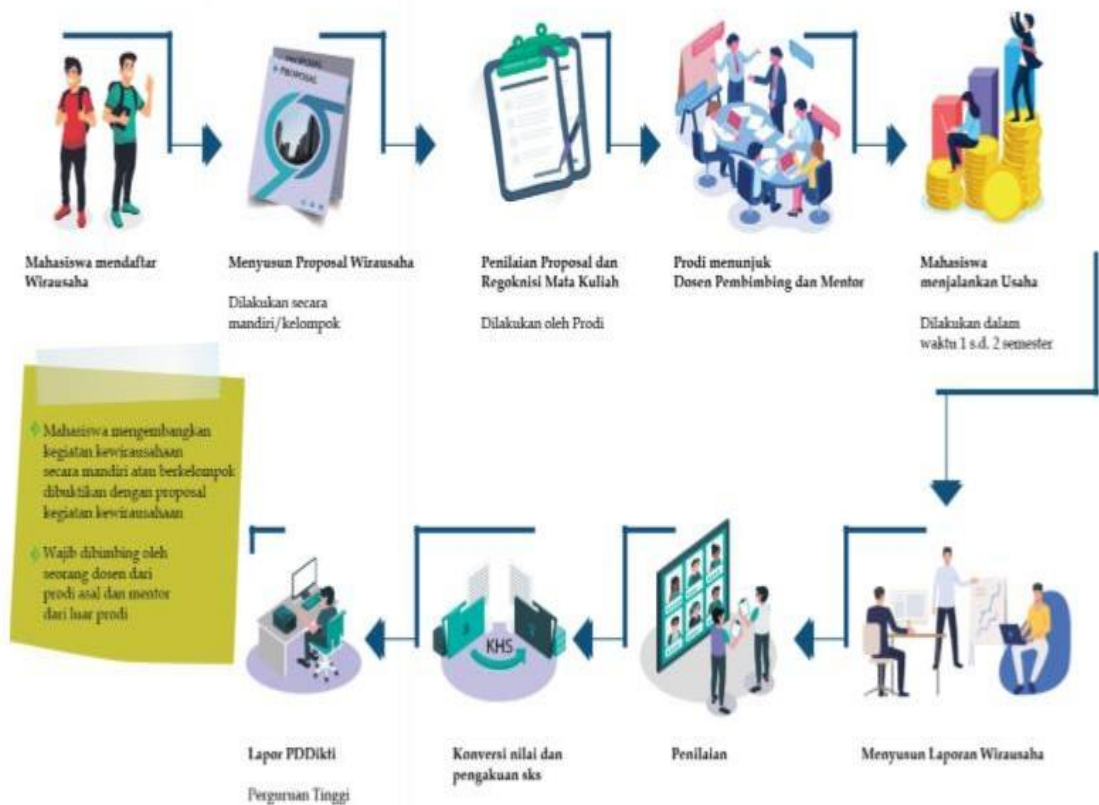 PROPOSAL
PROPOSAL
Mahasiswa mendaftar
Wirausaha
Menyusun Proposal Wirausaha
Dilakukan secara
mandiri/kelompok
Penilaian Proposal dan
Regoknisi Mata Kuliah
Dilakukan oleh Prodi
Prodi menunjuk
Dosen Pembimbing dan Mentor
Mahasiswa
menjalankan Usaha
Dilakukan dalam
waktu 1 s.d. 2 semester
Mahasiswa mengembangkan
kegiatan kewirausahaan
secara mandiri atau berkelompok
dibuktikan dengan proposal
kegiatan kewirausahaan
Wajib dibimbing oleh
seorang dosen dari
prodi asal dan mentor
dari luar prodi
KHS
Lapor PDDikti
Perguruan Tinggi
Konversi nilai dan
pengakuan sks
Penilaian
Menyusun Laporan Wirausaha